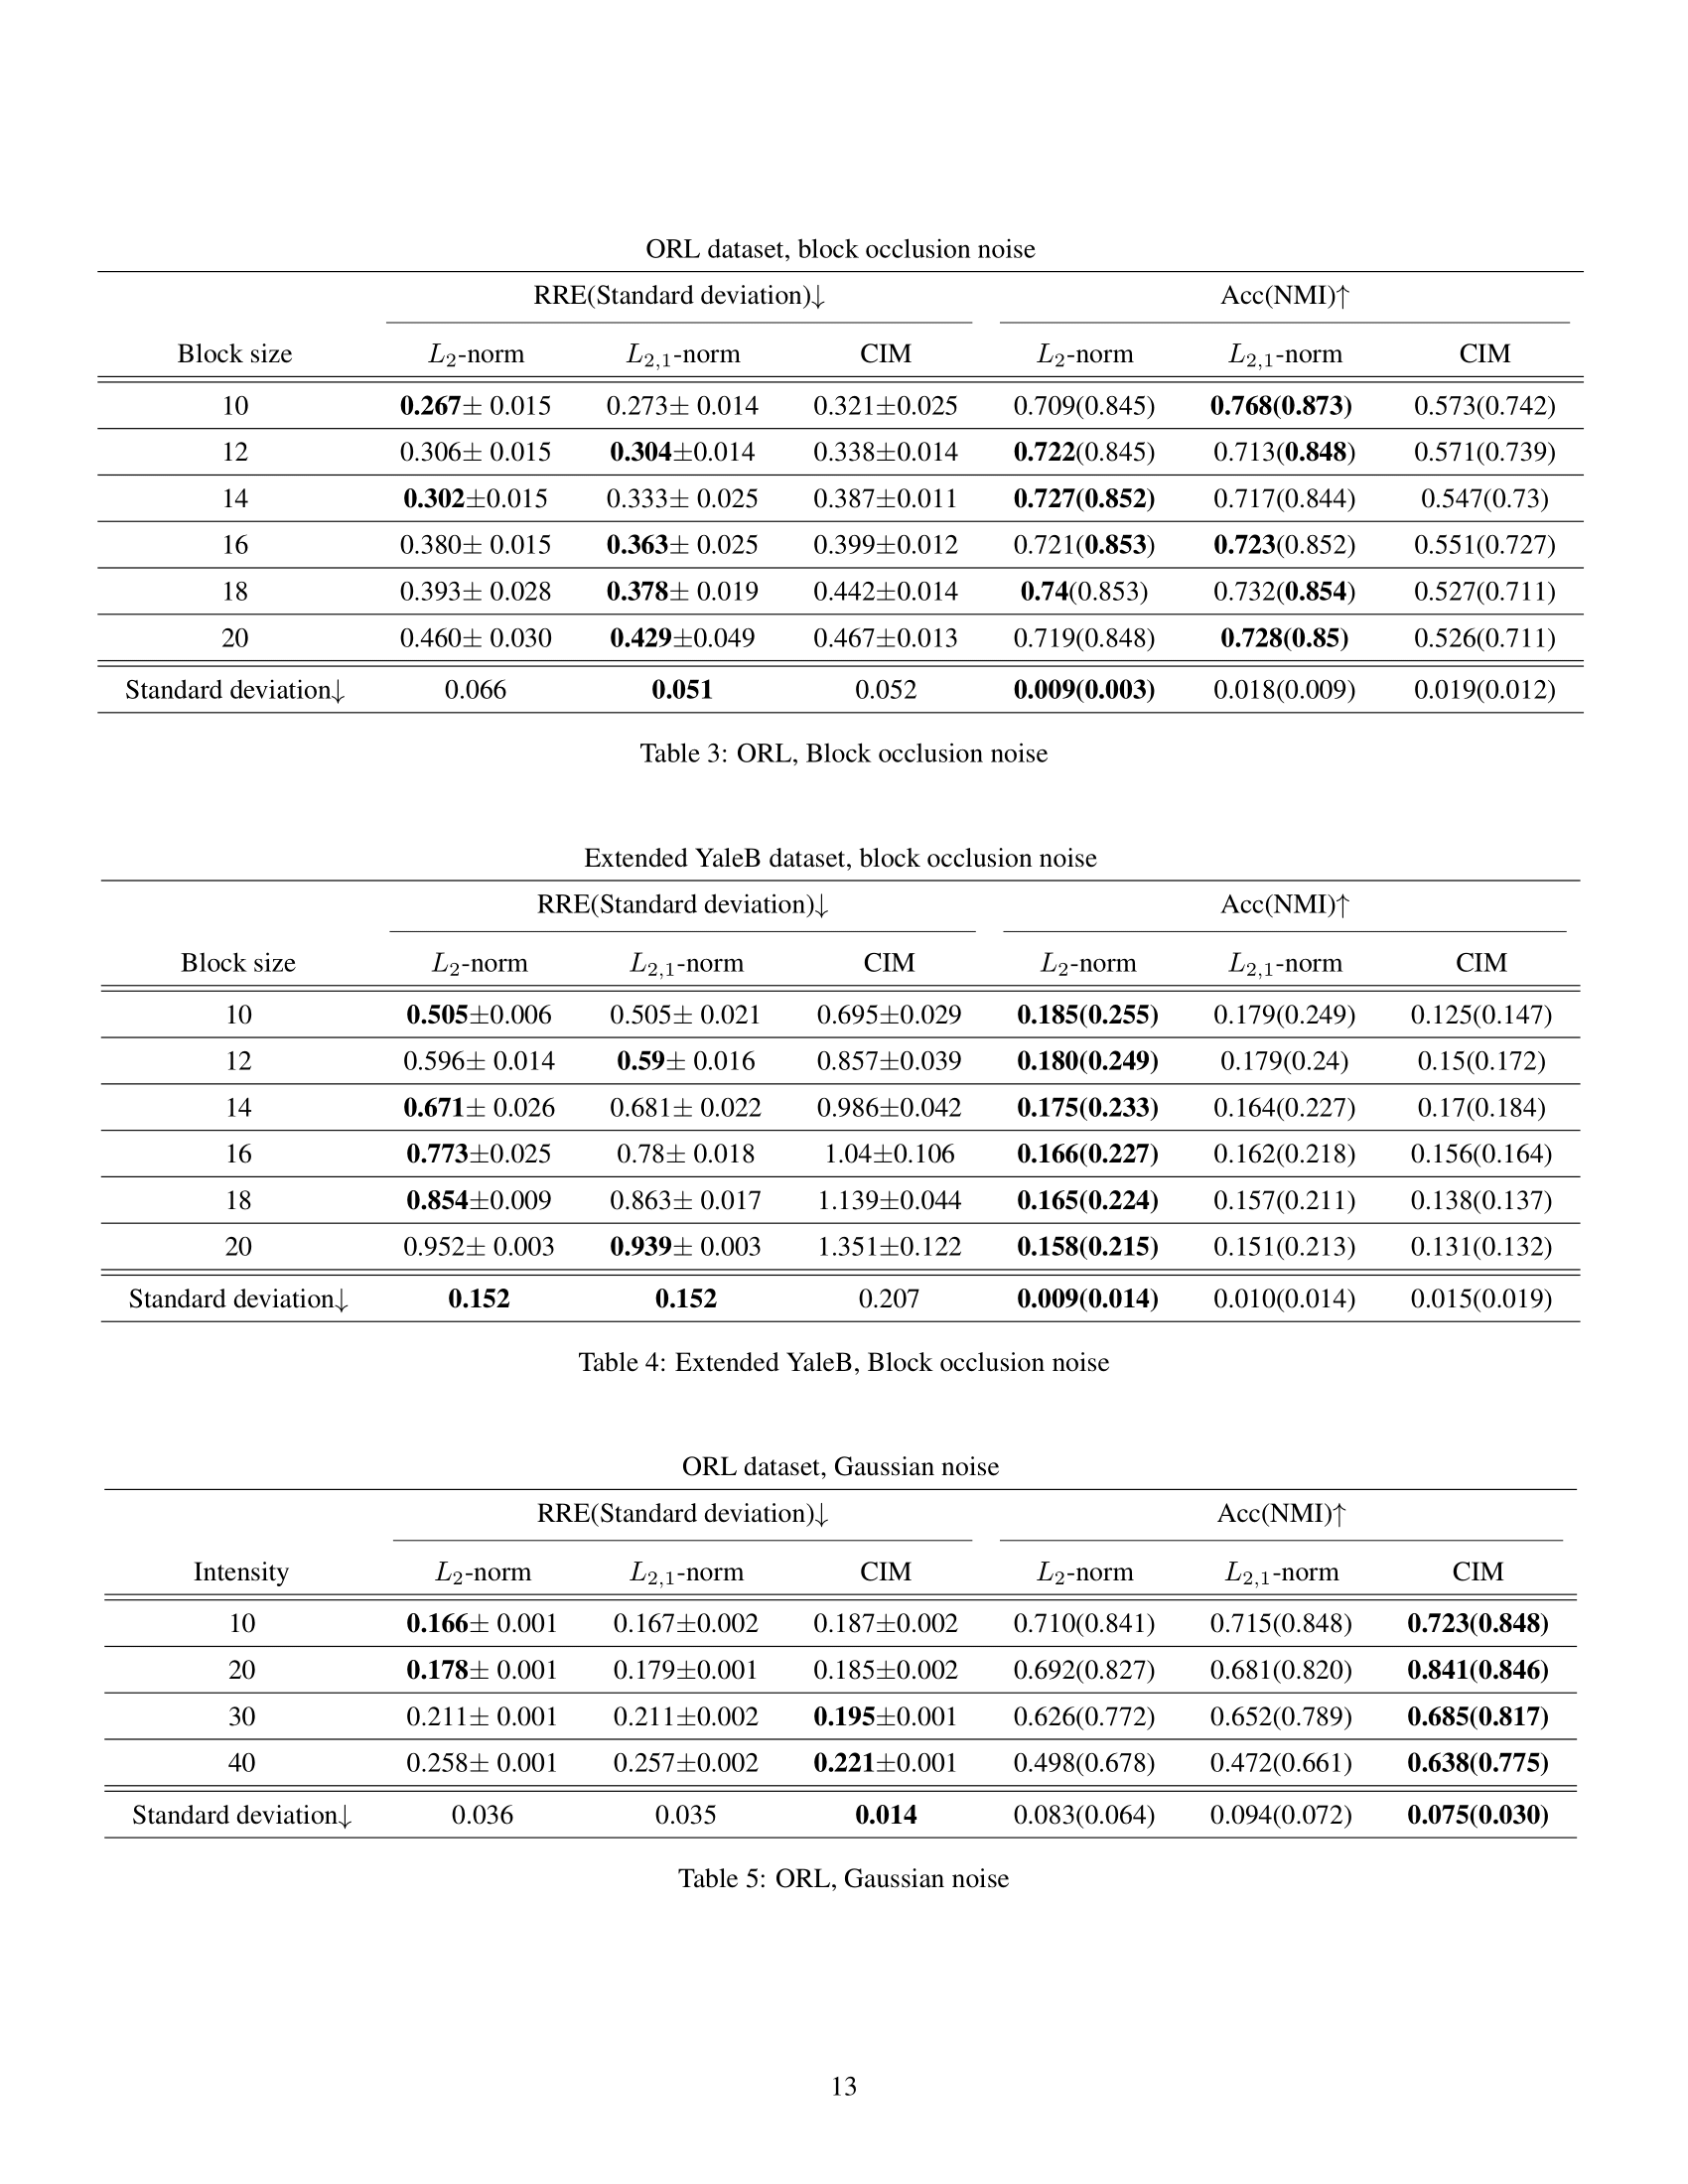 ORL dataset, block occlusion noise
RRE(Standard deviation)↓ Acc(NMI)↑
Block size L2-norm L2,1-norm CIM L2-norm L2,1-norm CIM
10 0.267± 0.015 0.273± 0.014 0.321±0.025 0.709(0.845) 0.768(0.873) 0.573(0.742)
12 0.306± 0.015 0.304±0.014 0.338±0.014 0.722(0.845) 0.713(0.848) 0.571(0.739)
14 0.302±0.015 0.333± 0.025 0.387±0.011 0.727(0.852) 0.717(0.844) 0.547(0.73)
16 0.380± 0.015 0.363± 0.025 0.399±0.012 0.721(0.853) 0.723(0.852) 0.551(0.727)
18 0.393± 0.028 0.378± 0.019 0.442±0.014 0.74(0.853) 0.732(0.854) 0.527(0.711)
20 0.460± 0.030 0.429±0.049 0.467±0.013 0.719(0.848) 0.728(0.85) 0.526(0.711)
Standard deviation↓ 0.066 0.051 0.052 0.009(0.003) 0.018(0.009) 0.019(0.012)
Table 3: ORL, Block occlusion noise
Extended YaleB dataset, block occlusion noise
RRE(Standard deviation)↓ Acc(NMI)↑
Block size L2-norm L2,1-norm CIM L2-norm L2,1-norm CIM
10 0.505±0.006 0.505± 0.021 0.695±0.029 0.185(0.255) 0.179(0.249) 0.125(0.147)
12 0.596± 0.014 0.59± 0.016 0.857±0.039 0.180(0.249) 0.179(0.24) 0.15(0.172)
14 0.671± 0.026 0.681± 0.022 0.986±0.042 0.175(0.233) 0.164(0.227) 0.17(0.184)
16 0.773±0.025 0.78± 0.018 1.04±0.106 0.166(0.227) 0.162(0.218) 0.156(0.164)
18 0.854±0.009 0.863± 0.017 1.139±0.044 0.165(0.224) 0.157(0.211) 0.138(0.137)
20 0.952± 0.003 0.939± 0.003 1.351±0.122 0.158(0.215) 0.151(0.213) 0.131(0.132)
Standard deviation↓ 0.152 0.152 0.207 0.009(0.014) 0.010(0.014) 0.015(0.019)
Table 4: Extended YaleB, Block occlusion noise
ORL dataset, Gaussian noise
RRE(Standard deviation)↓ Acc(NMI)↑
Intensity L2-norm L2,1-norm CIM L2-norm L2,1-norm CIM
10 0.166± 0.001 0.167±0.002 0.187±0.002 0.710(0.841) 0.715(0.848) 0.723(0.848)
20 0.178± 0.001 0.179±0.001 0.185±0.002 0.692(0.827) 0.681(0.820) 0.841(0.846)
30 0.211± 0.001 0.211±0.002 0.195±0.001 0.626(0.772) 0.652(0.789) 0.685(0.817)
40 0.258± 0.001 0.257±0.002 0.221±0.001 0.498(0.678) 0.472(0.661) 0.638(0.775)
Standard deviation↓ 0.036 0.035 0.014 0.083(0.064) 0.094(0.072) 0.075(0.030)
Table 5: ORL, Gaussian noise
13